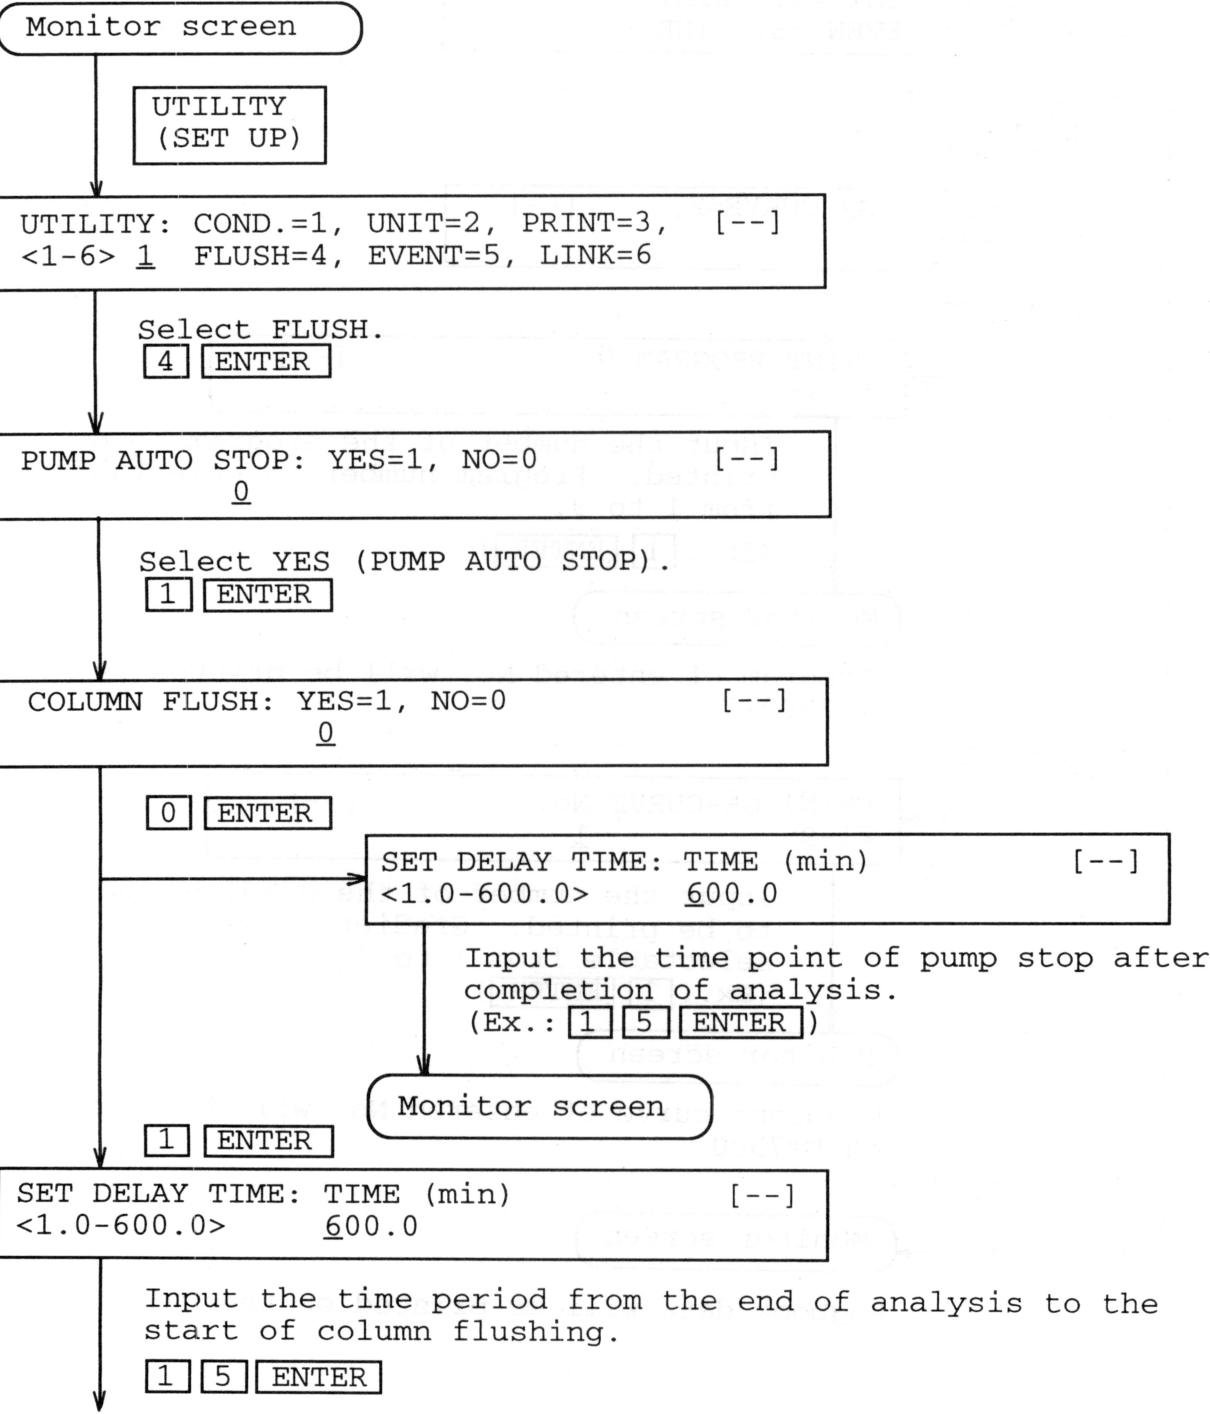 Monitor screen
UTILITY
(SET UP)
UTILITY: COND.=1, UNIT=2, PRINT=3, [--]
<1-6> 1 FLUSH=4, EVENT=5, LINK=6
Select FLUSH.
4 ENTER
PUMP AUTO STOP: YES=1, NO=0 [--]
0
Select YES (PUMP AUTO STOP).
1 ENTER
COLUMN FLUSH: YES=1, NO=0 [--]
0
0 ENTER
SET DELAY TIME: TIME (min) [--]
<1.0-600.0> 600.0
Input the time point of pump stop after
completion of analysis.
(Ex.: 1 5 ENTER)
Monitor screen
1 ENTER
SET DELAY TIME: TIME (min) [--]
<1.0-600.0> 600.0
Input the time period from the end of analysis to the
start of column flushing.
1 5 ENTER